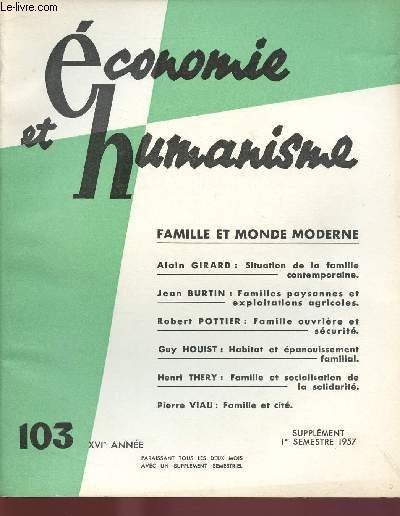 Le-livre.com
économie
et humanisme
FAMILLE ET MONDE MODERNE
Alain GIRARD : Situation de la famille
contemporaine.
Jean BURTIN : Familles paysannes et
exploitations agricoles.
Robert POTTIER : Famille ouvrière et
sécurité.
Guy HOUIST : Habitat et épanouissement
familial.
Henri THERY : Famille et socialisation de
la solidarité.
Pierre VIAU : Famille et cité.
103 XVIe ANNÉE
SUPPLÉMENT
1er SEMESTRE 1957
PARAISSANT TOUS LES DEUX MOIS
AVEC UN SUPPLEMENT SEMESTRIEL